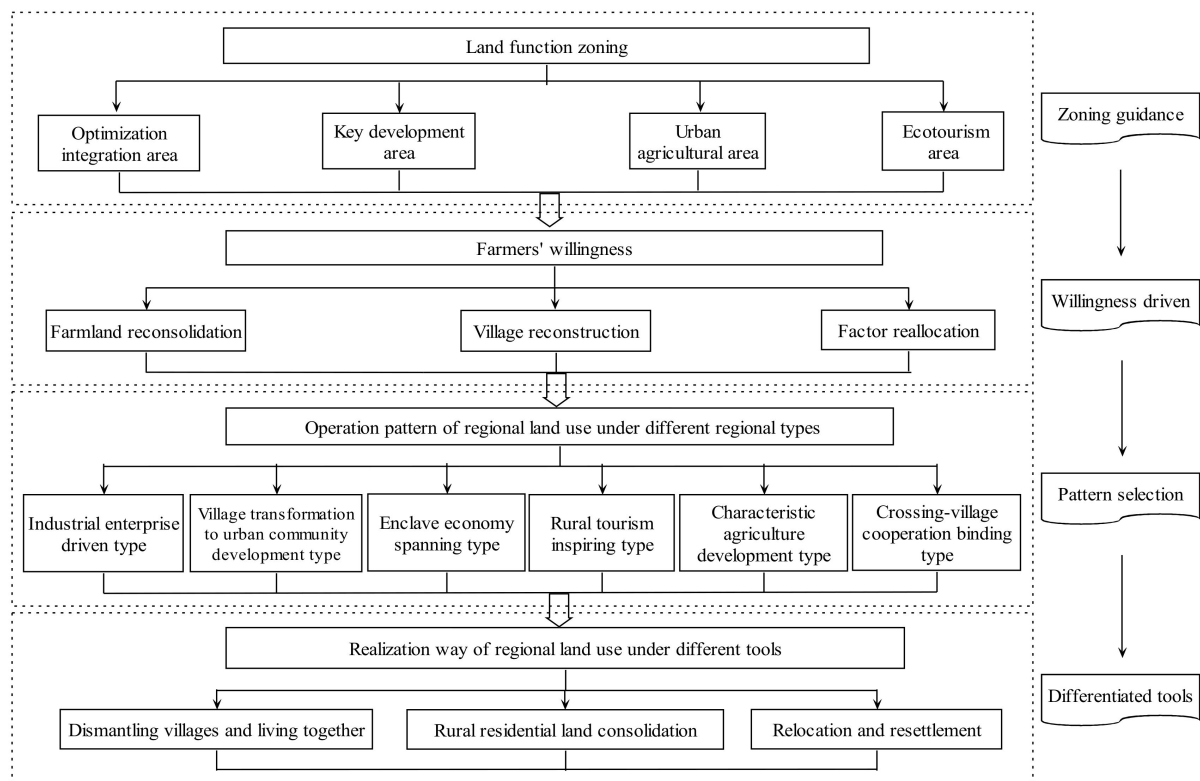 Land function zoning
Optimization
integration area
Key development
area
Urban
agricultural area
Ecotourism
area
Zoning guidance
Farmers' willingness
Farmland reconsolidation
Village reconstruction
Factor reallocation
Willingness driven
Operation pattern of regional land use under different regional types
Industrial enterprise
driven type
Village transformation
to urban community
development type
Enclave economy
spanning type
Rural tourism
inspiring type
Characteristic
agriculture
development type
Crossing-village
cooperation binding
type
Pattern selection
Realization way of regional land use under different tools
Dismantling villages and living together
Rural residential land consolidation
Relocation and resettlement
Differentiated tools